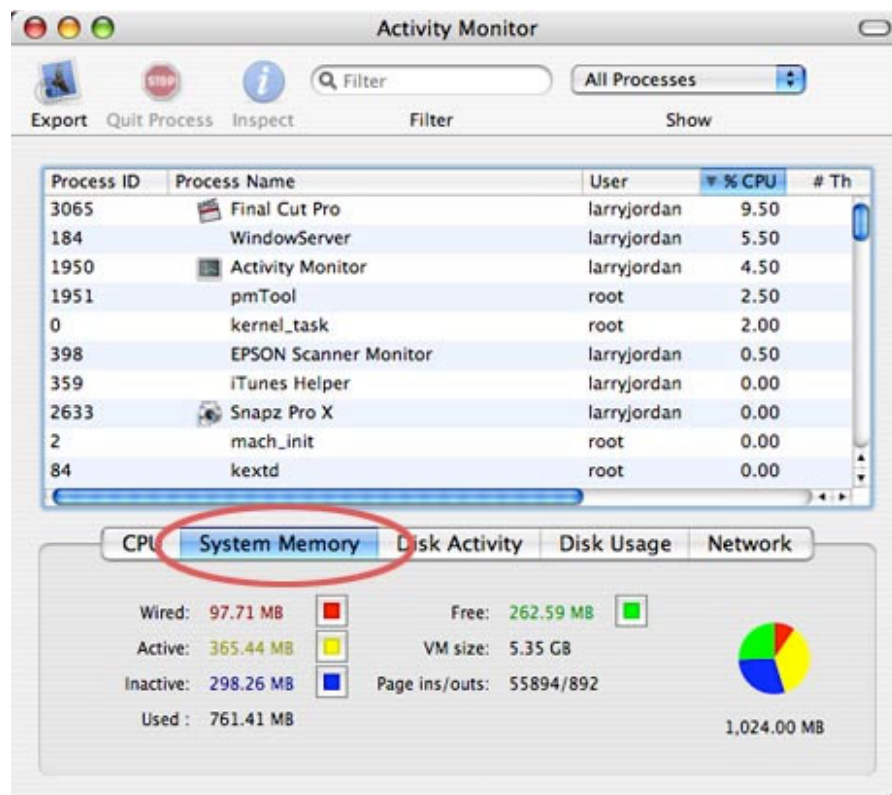 Activity Monitor
STOP
Export Quit Process Inspect Filter All Processes
Filter Show
Process ID Process Name User % CPU # Th
3065 Final Cut Pro larryjordan 9.50
184 WindowServer larryjordan 5.50
1950 Activity Monitor larryjordan 4.50
1951 pmTool root 2.50
0 kernel_task root 2.00
398 EPSON Scanner Monitor larryjordan 0.50
359 iTunes Helper larryjordan 0.00
2633 Snapz Pro X larryjordan 0.00
2 mach_init root 0.00
84 kextd root 0.00
CPU System Memory Disk Activity Disk Usage Network
Wired: 97.71 MB Free: 262.59 MB
Active: 365.44 MB VM size: 5.35 GB
Inactive: 298.26 MB Page ins/outs: 55894/892
Used : 761.41 MB
1,024.00 MB